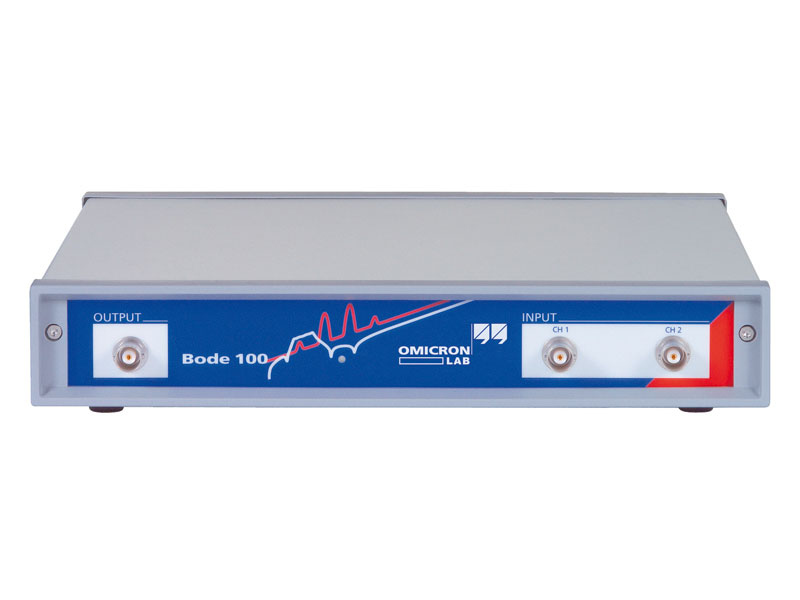 OUTPUT
INPUT
CH 1
CH 2
Bode 100
OMICRON
LAB